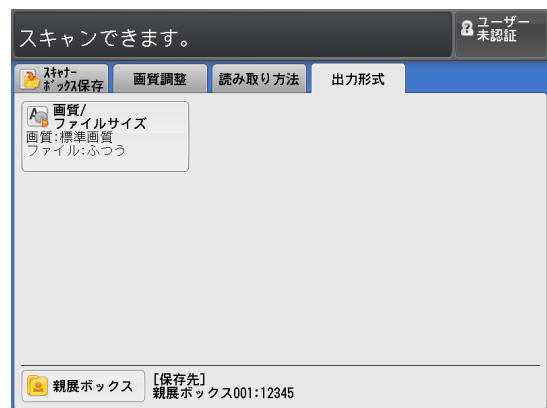 スキャンできます。
ユーザー
未認証
ｽｷｬﾅｰ
ﾎﾞｯｸｽ保存
画質調整
読み取り方法
出力形式
画質/
ファイルサイズ
画質:標準画質
ファイル:ふつう
親展ボックス
[保存先]
親展ボックス001:12345